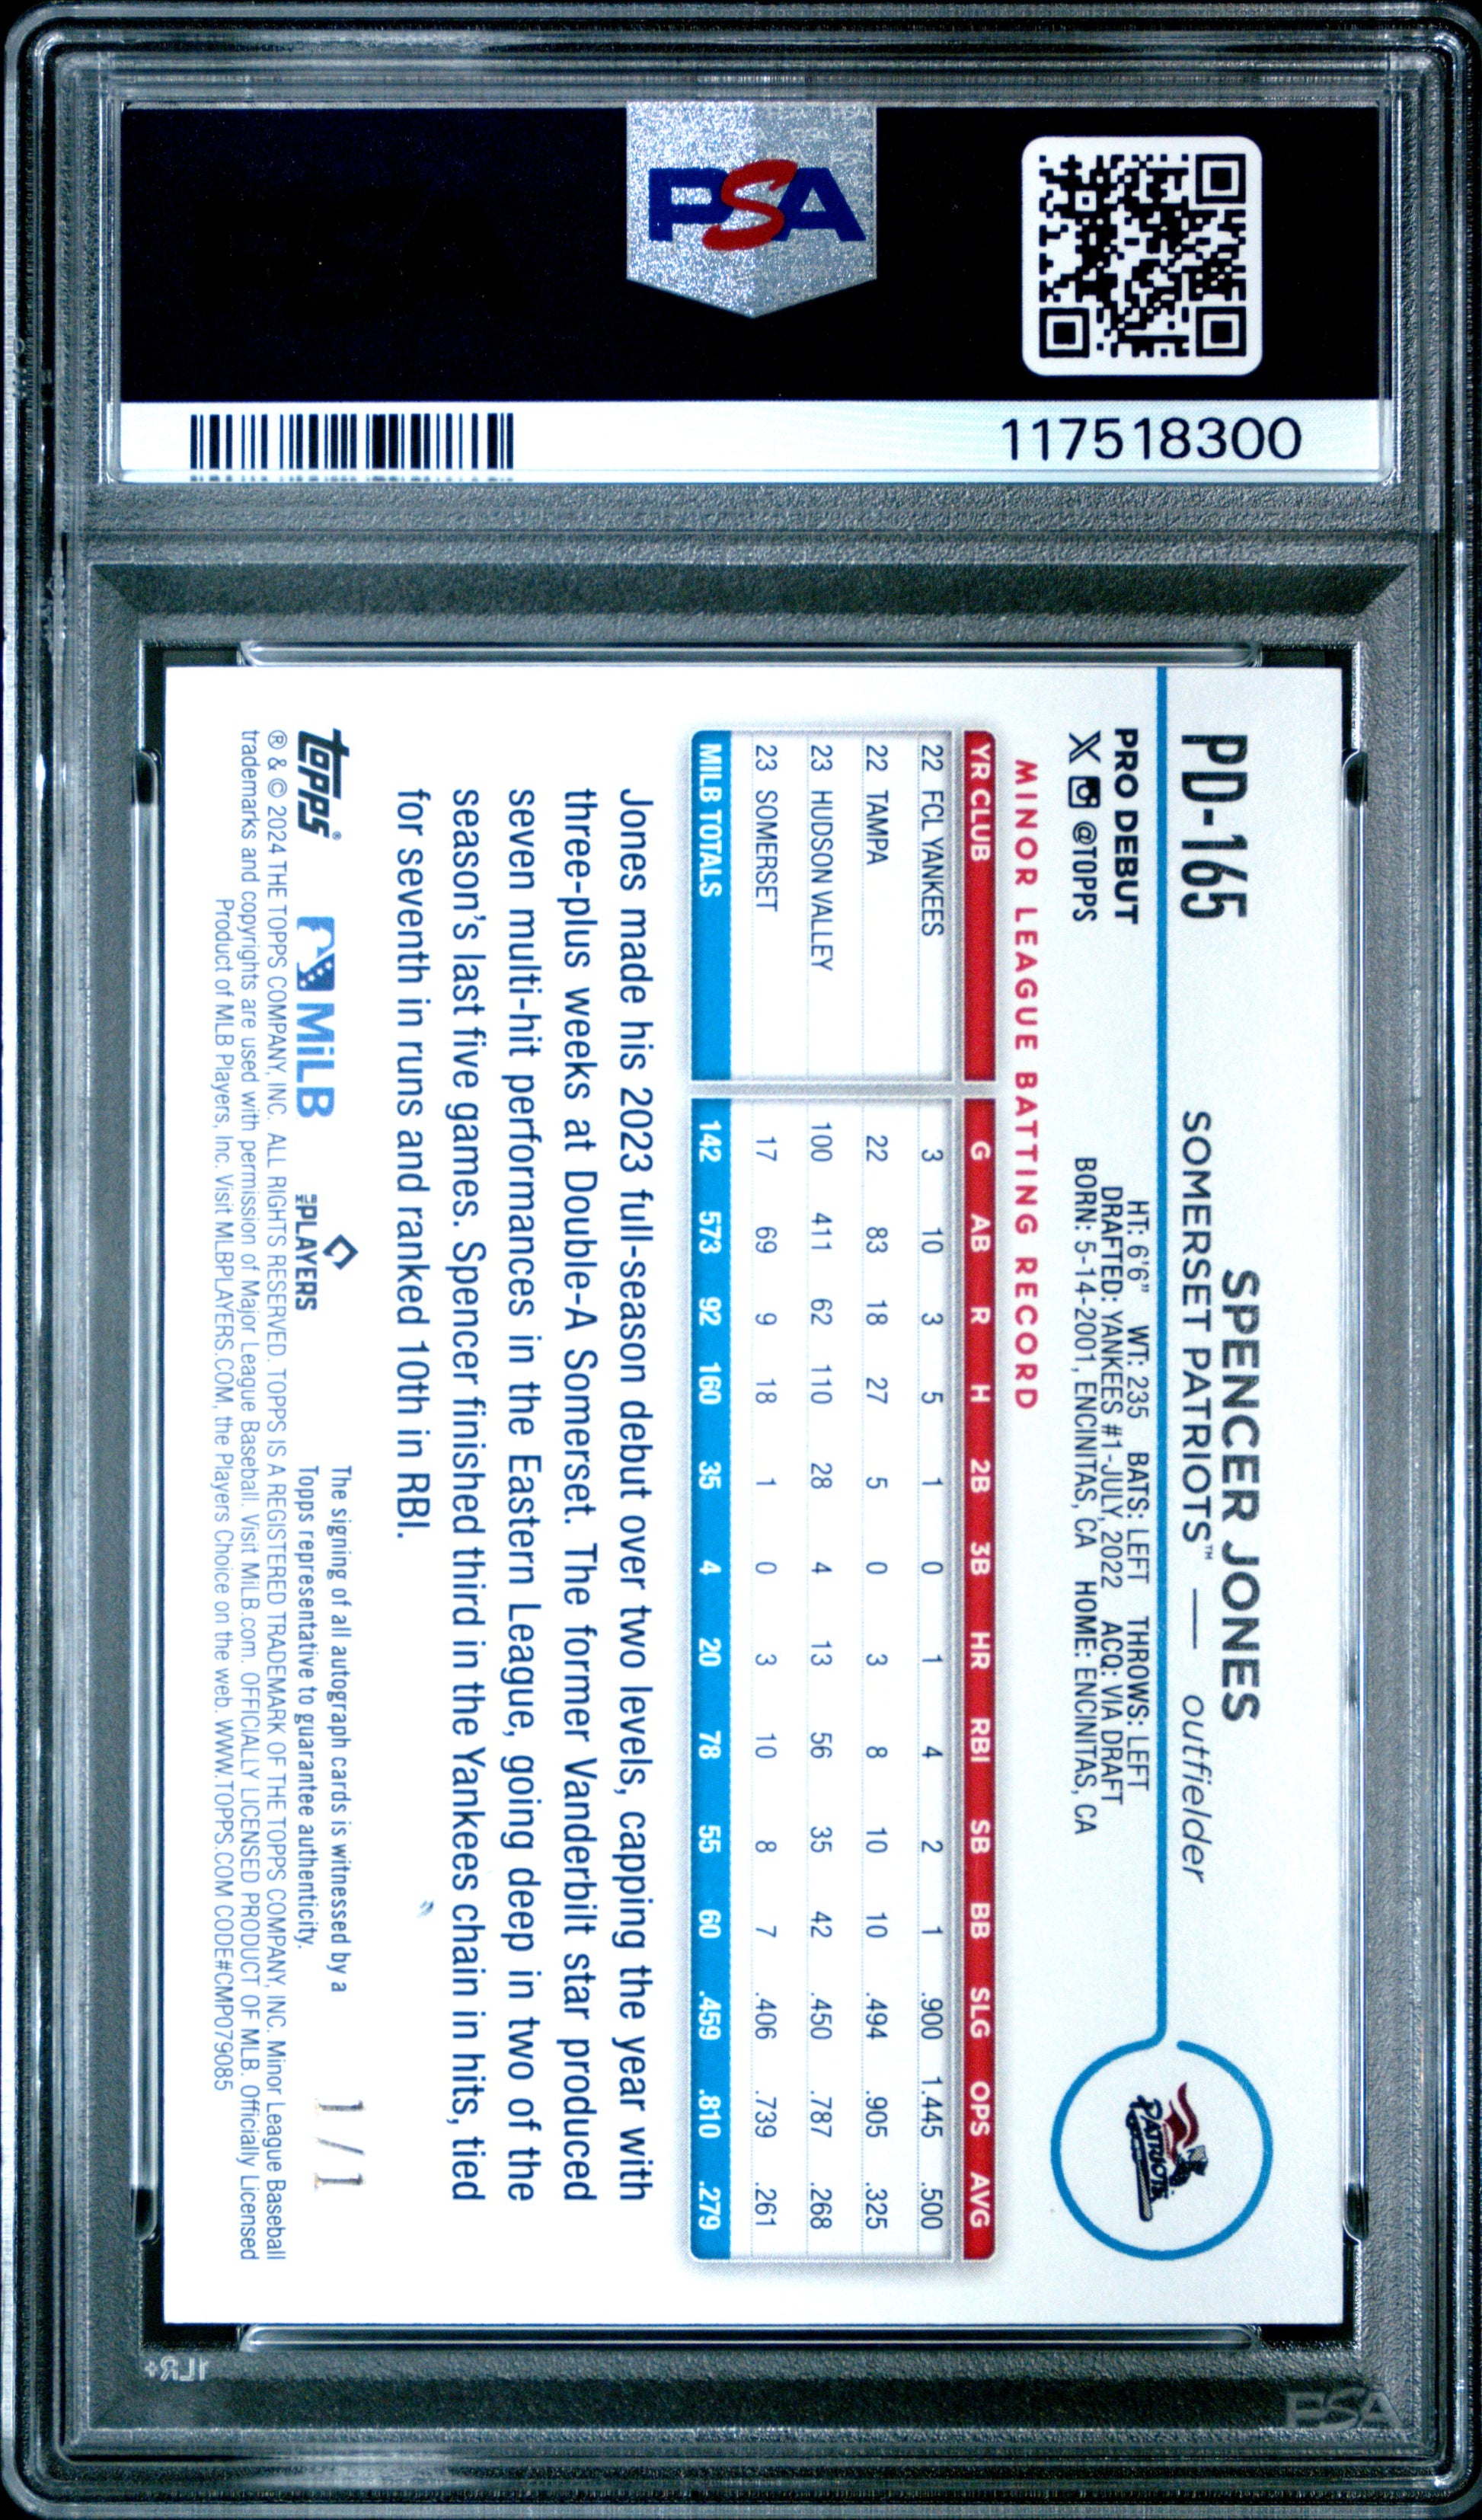 PSA
117518300
PD-165
SPENCER JONES
SOMERSET PATRIOTS™ — outfielder
PRO DEBUT
X @TOPPS
HT: 6'6" WT: 235 BATS: LEFT THROWS: LEFT
DRAFTED: YANKEES #1-JULY, 2022 ACQ: VIA DRAFT
BORN: 5-14-2001, ENCINITAS, CA HOME: ENCINITAS, CA
PATRIOTS
MINOR LEAGUE BATTING RECORD
YR CLUB G AB R H 2B 3B HR RBI SB BB SLG OPS AVG
22 FCL YANKEES 3 10 3 5 1 0 1 4 2 1 .900 1.445 .500
22 TAMPA 22 83 18 27 5 0 3 8 10 10 .494 .905 .325
23 HUDSON VALLEY 100 411 62 110 28 4 13 56 35 42 .450 .787 .268
23 SOMERSET 17 69 9 18 1 0 3 10 8 7 .406 .739 .261
MILB TOTALS 142 573 92 160 35 4 20 78 55 60 .459 .810 .279
Jones made his 2023 full-season debut over two levels, capping the year with
three-plus weeks at Double-A Somerset. The former Vanderbilt star produced
seven multi-hit performances in the Eastern League, going deep in two of the
season's last five games. Spencer finished third in the Yankees chain in hits, tied
for seventh in runs and ranked 10th in RBI.
The signing of all autograph cards is witnessed by a
Topps representative to guarantee authenticity.
1/1
topps® MiLB PLAYERS
® & © 2024 THE TOPPS COMPANY, INC. ALL RIGHTS RESERVED. TOPPS IS A REGISTERED TRADEMARK OF THE TOPPS COMPANY, INC. Minor League Baseball
trademarks and copyrights are used with permission of Major League Baseball. Visit MiLB.com. OFFICIALLY LICENSED PRODUCT OF MLB. Officially Licensed
Product of MLB Players, Inc. Visit MLBPLAYERS.COM, the Players Choice on the web. WWW.TOPPS.COM CODE#CMP079085
PSA